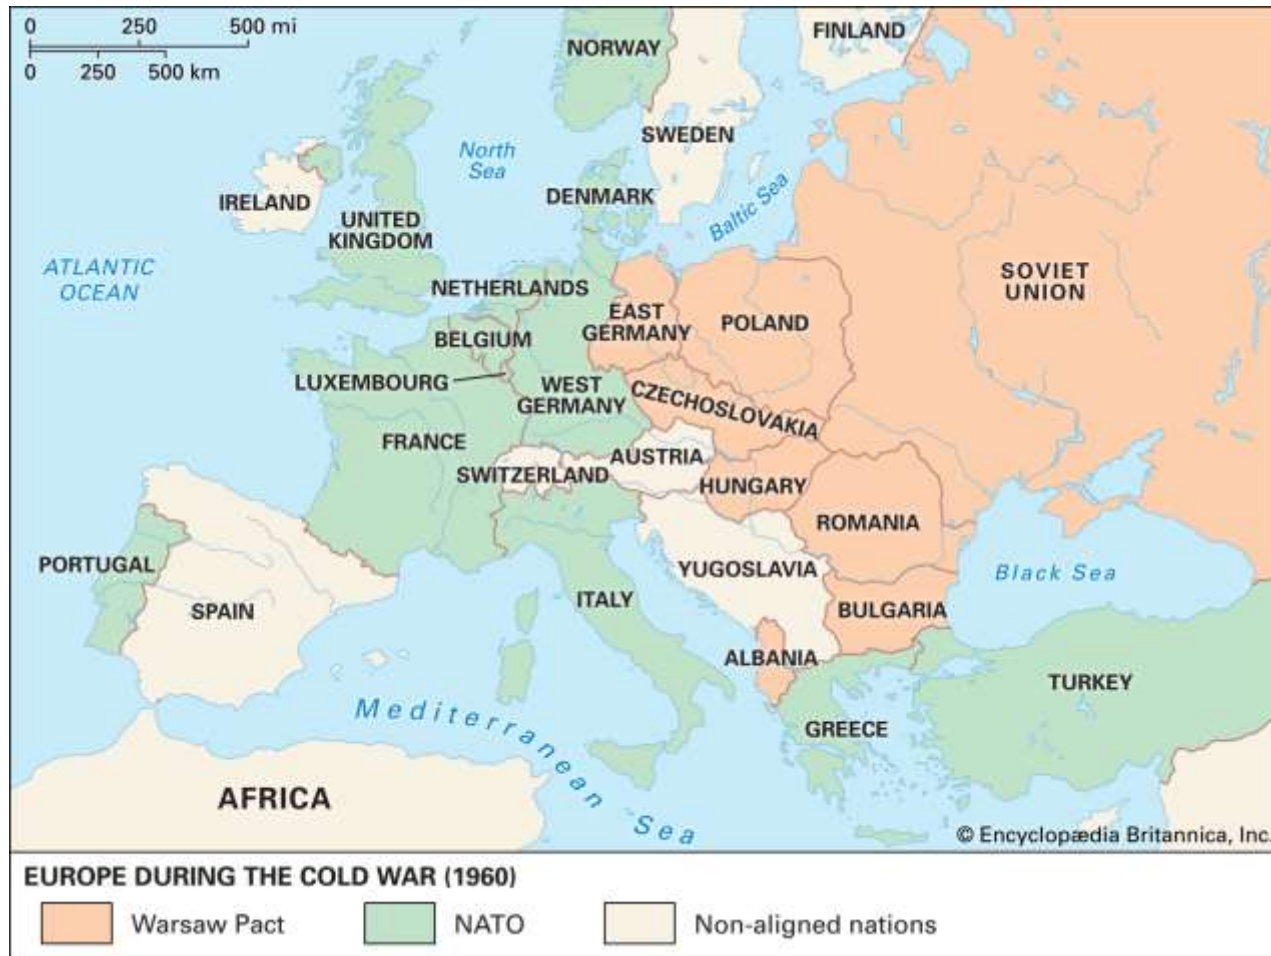 0 250 500 mi
0 250 500 km
NORWAY
FINLAND
SWEDEN
North
Sea
DENMARK
Baltic Sea
IRELAND
UNITED
KINGDOM
ATLANTIC
OCEAN
SOVIET
UNION
NETHERLANDS
EAST
GERMANY
POLAND
BELGIUM
LUXEMBOURG
WEST
GERMANY
CZECHOSLOVAKIA
FRANCE
AUSTRIA
SWITZERLAND
HUNGARY
ROMANIA
PORTUGAL
YUGOSLAVIA
Black Sea
SPAIN
ITALY
BULGARIA
ALBANIA
TURKEY
Mediterranean Sea
GREECE
AFRICA
© Encyclopædia Britannica, Inc.
EUROPE DURING THE COLD WAR (1960)
Warsaw Pact
NATO
Non-aligned nations